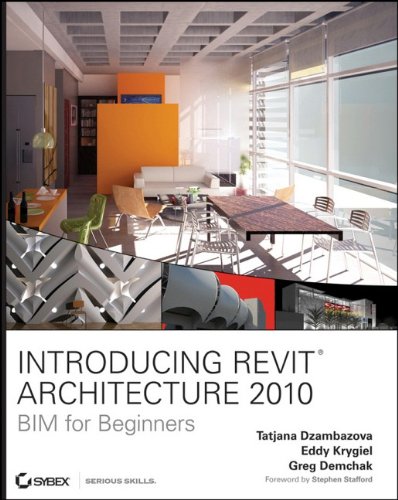 INTRODUCING REVIT®
ARCHITECTURE 2010
BIM for Beginners
Tatjana Dzambazova
Eddy Krygiel
Greg Demchak
Foreword by Stephen Stafford
SYBEX SERIOUS SKILLS.